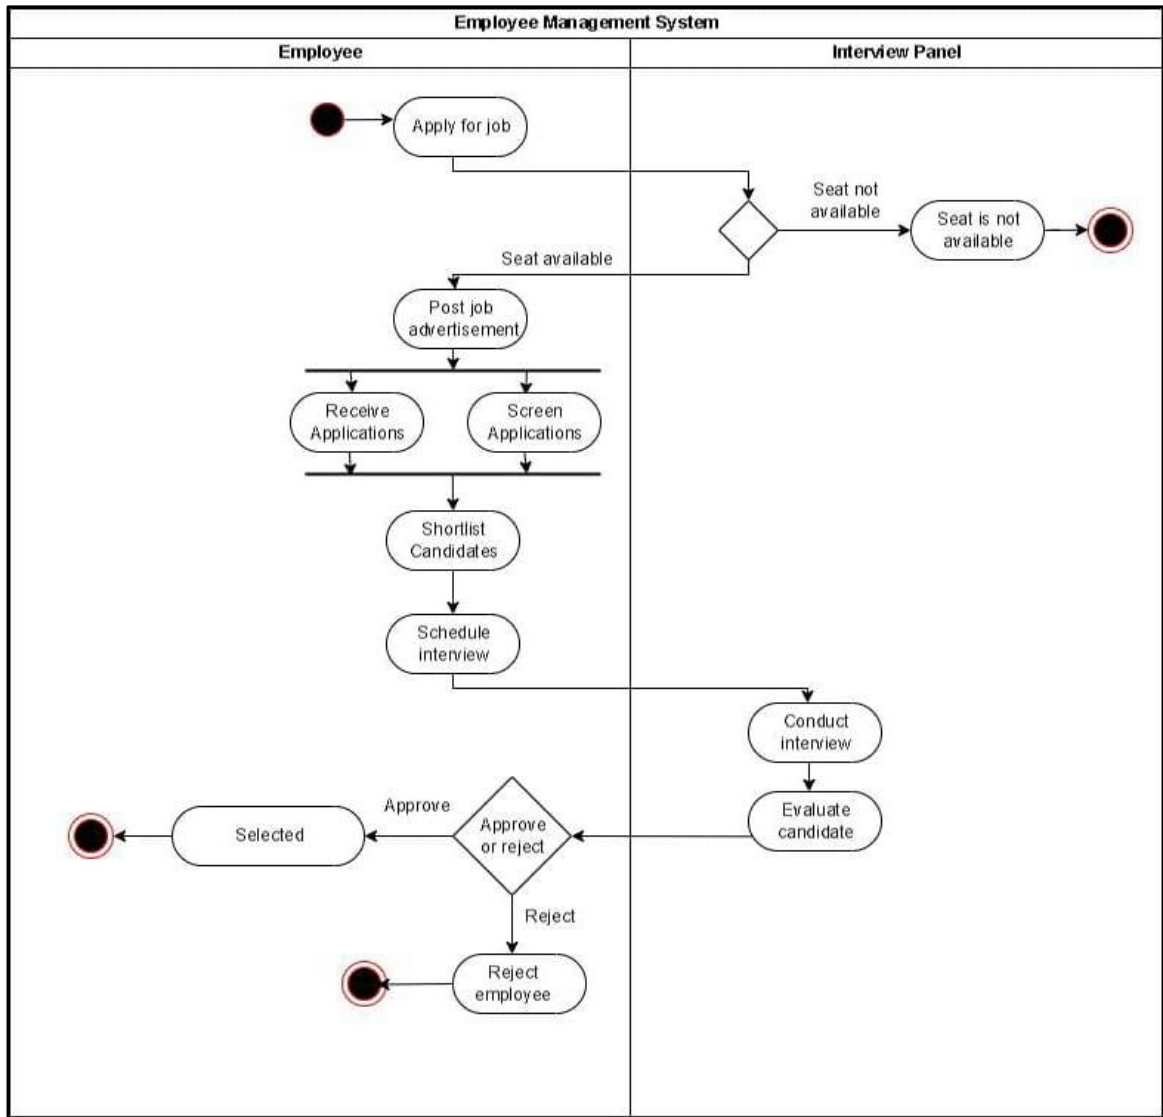 Employee Management System
Employee
Interview Panel
Apply for job
Seat not
available
Seat is not
available
Seat available
Post job
advertisement
Receive
Applications
Screen
Applications
Shortlist
Candidates
Schedule
interview
Conduct
interview
Evaluate
candidate
Approve
or reject
Approve
Selected
Reject
Reject
employee